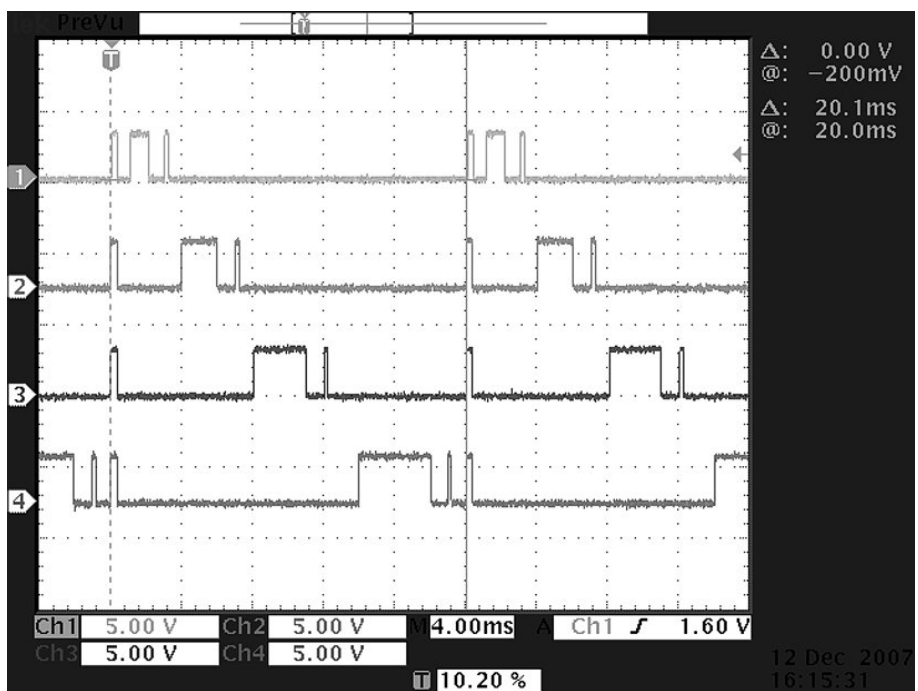 Tek PreVu
T
Δ: 0.00 V
@: −200mV
Δ: 20.1ms
@: 20.0ms
T
1
2
3
4
Ch1 5.00 V Ch2 5.00 V M 4.00ms A Ch1 1.60 V
Ch3 5.00 V Ch4 5.00 V
T 10.20 %
12 Dec 2007
16:15:31